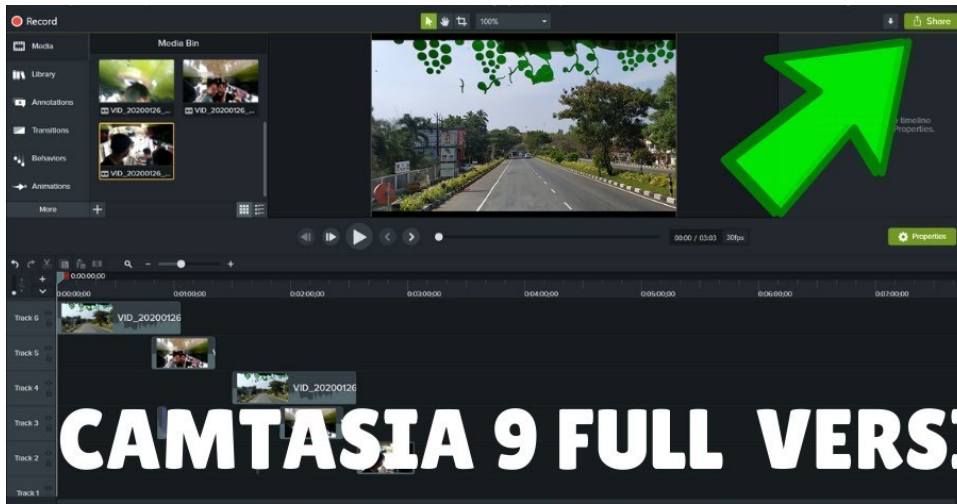 Record
100%
Share
Media
Media Bin
Library
Annotations
Transitions
Behaviors
Animations
More
VID_20200126_...
VID_20200126_...
VID_20200126_...
timeline
Properties.
00:00 / 03:03
30fps
Properties
0:00:00;00
0:00:00;00
0:01:00;00
0:02:00;00
0:03:00;00
0:04:00;00
0:05:00;00
0:06:00;00
0:07:00;00
Track 6
VID_20200126
Track 5
Track 4
VID_20200126
Track 3
Track 2
Track 1
CAMTASIA 9 FULL VERSI